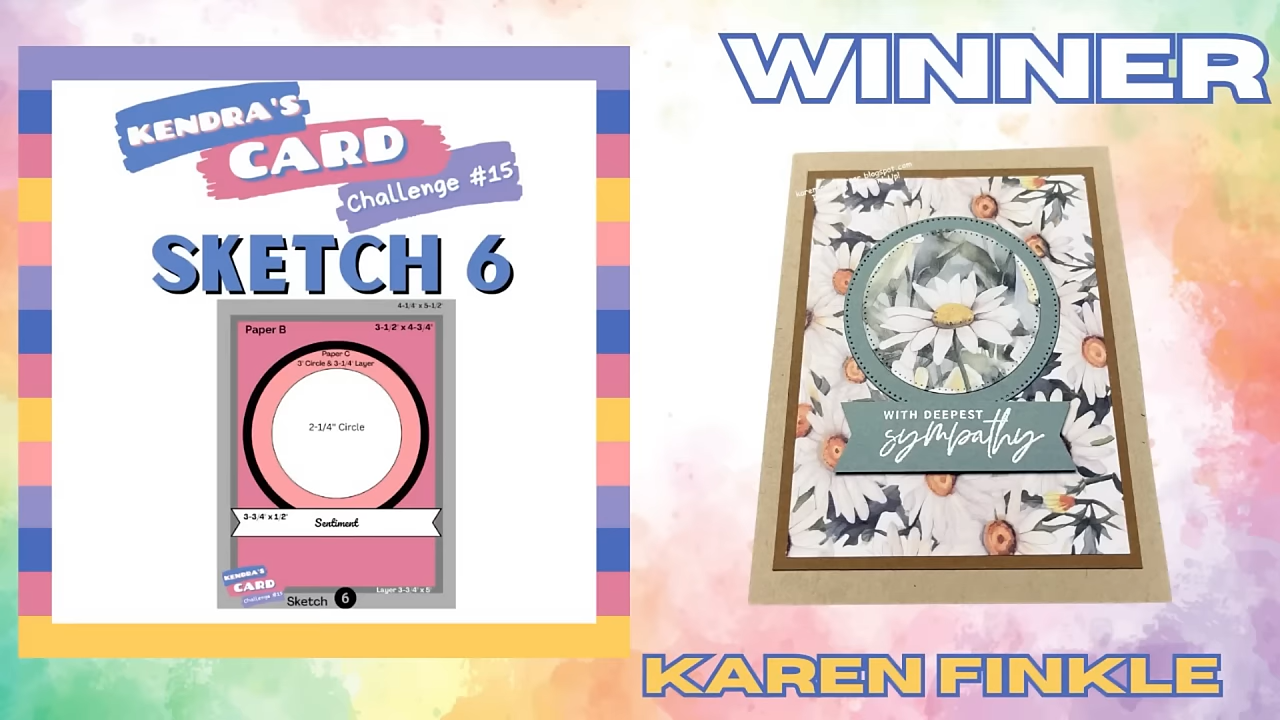 KENDRA'S
CARD
Challenge #15
SKETCH 6
4-1/4" x 5-1/2"
Paper B
3-1/2" x 4-3/4"
Paper C
3" Circle & 3-1/4" Layer
2-1/4" Circle
3-3/4" x 1/2"
Sentiment
Layer 3-3/4" x 5"
KENDRA'S
CARD
Challenge #15
Sketch 6
WINNER
WITH DEEPEST
sympathy
KAREN FINKLE